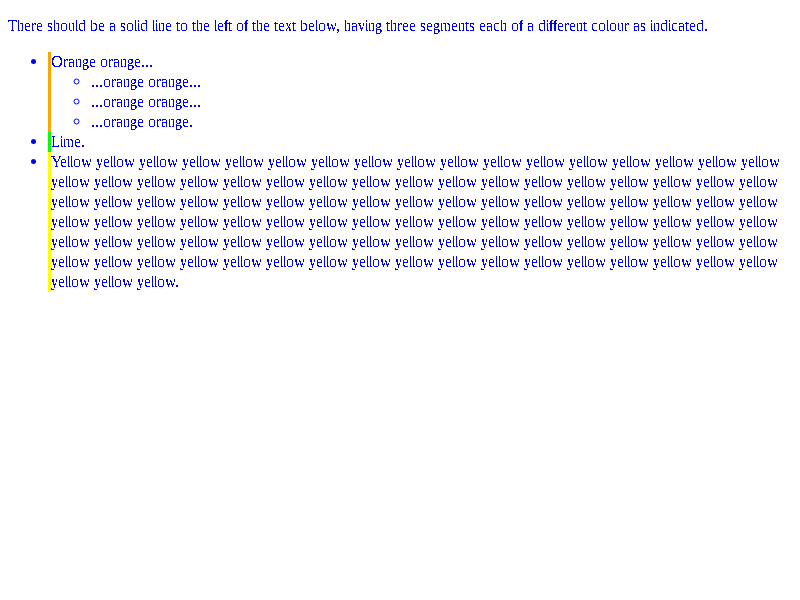 There should be a solid line to the left of the text below, having three segments each of a different colour as indicated.
Orange orange...
...orange orange...
...orange orange...
...orange orange.
Lime.
Yellow yellow yellow yellow yellow yellow yellow yellow yellow yellow yellow yellow yellow yellow yellow yellow yellow
yellow yellow yellow yellow yellow yellow yellow yellow yellow yellow yellow yellow yellow yellow yellow yellow yellow
yellow yellow yellow yellow yellow yellow yellow yellow yellow yellow yellow yellow yellow yellow yellow yellow yellow
yellow yellow yellow yellow yellow yellow yellow yellow yellow yellow yellow yellow yellow yellow yellow yellow yellow
yellow yellow yellow yellow yellow yellow yellow yellow yellow yellow yellow yellow yellow yellow yellow yellow yellow
yellow yellow yellow yellow yellow yellow yellow yellow yellow yellow yellow yellow yellow yellow yellow yellow yellow
yellow yellow yellow.